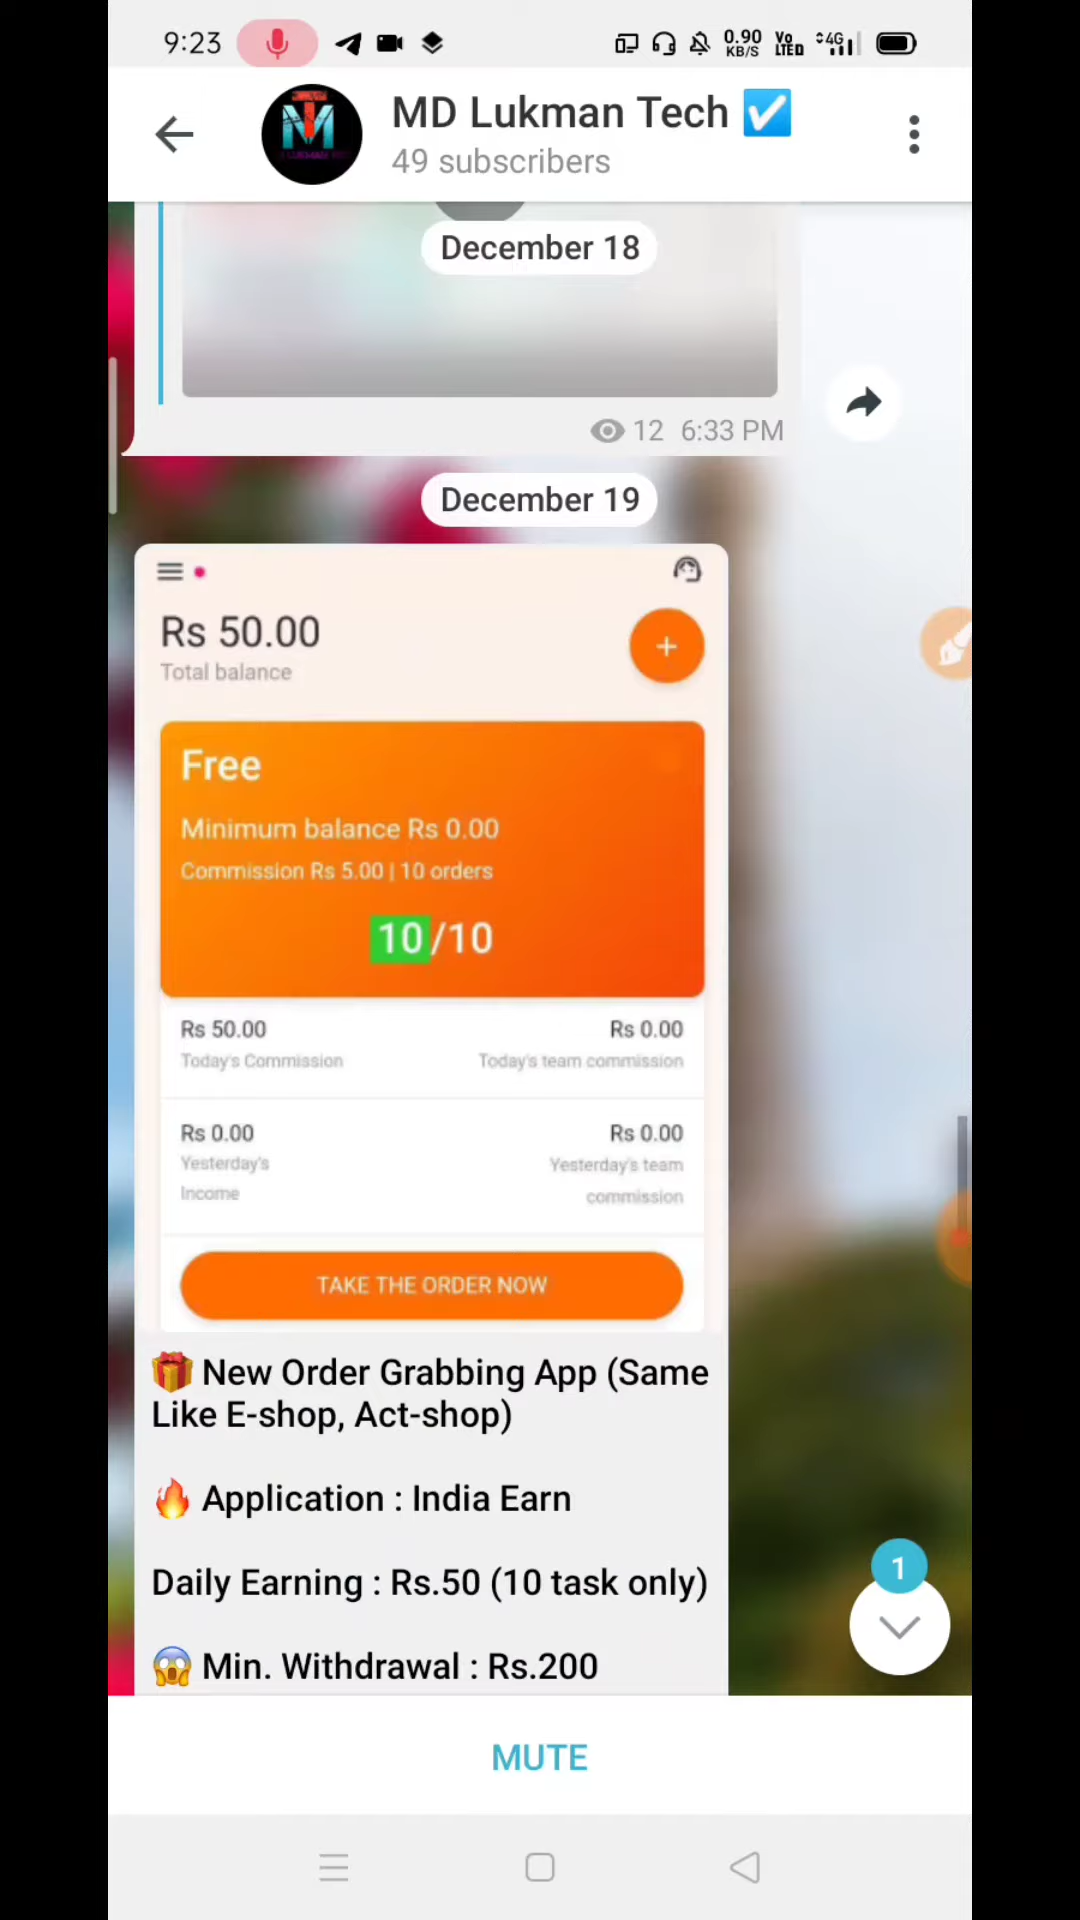 9:23
0.90 KB/S
Vo LTED
4G
MD Lukman Tech ☑️
49 subscribers
December 18
12 6:33 PM
December 19
Rs 50.00
Total balance
+
Free
Minimum balance Rs 0.00
Commission Rs 5.00 | 10 orders
10/10
Rs 50.00 Rs 0.00
Today's Commission Today's team commission
Rs 0.00 Rs 0.00
Yesterday's Income Yesterday's team commission
TAKE THE ORDER NOW
🎁 New Order Grabbing App (Same
Like E-shop, Act-shop)
🔥 Application : India Earn
Daily Earning : Rs.50 (10 task only)
1
😱 Min. Withdrawal : Rs.200
MUTE